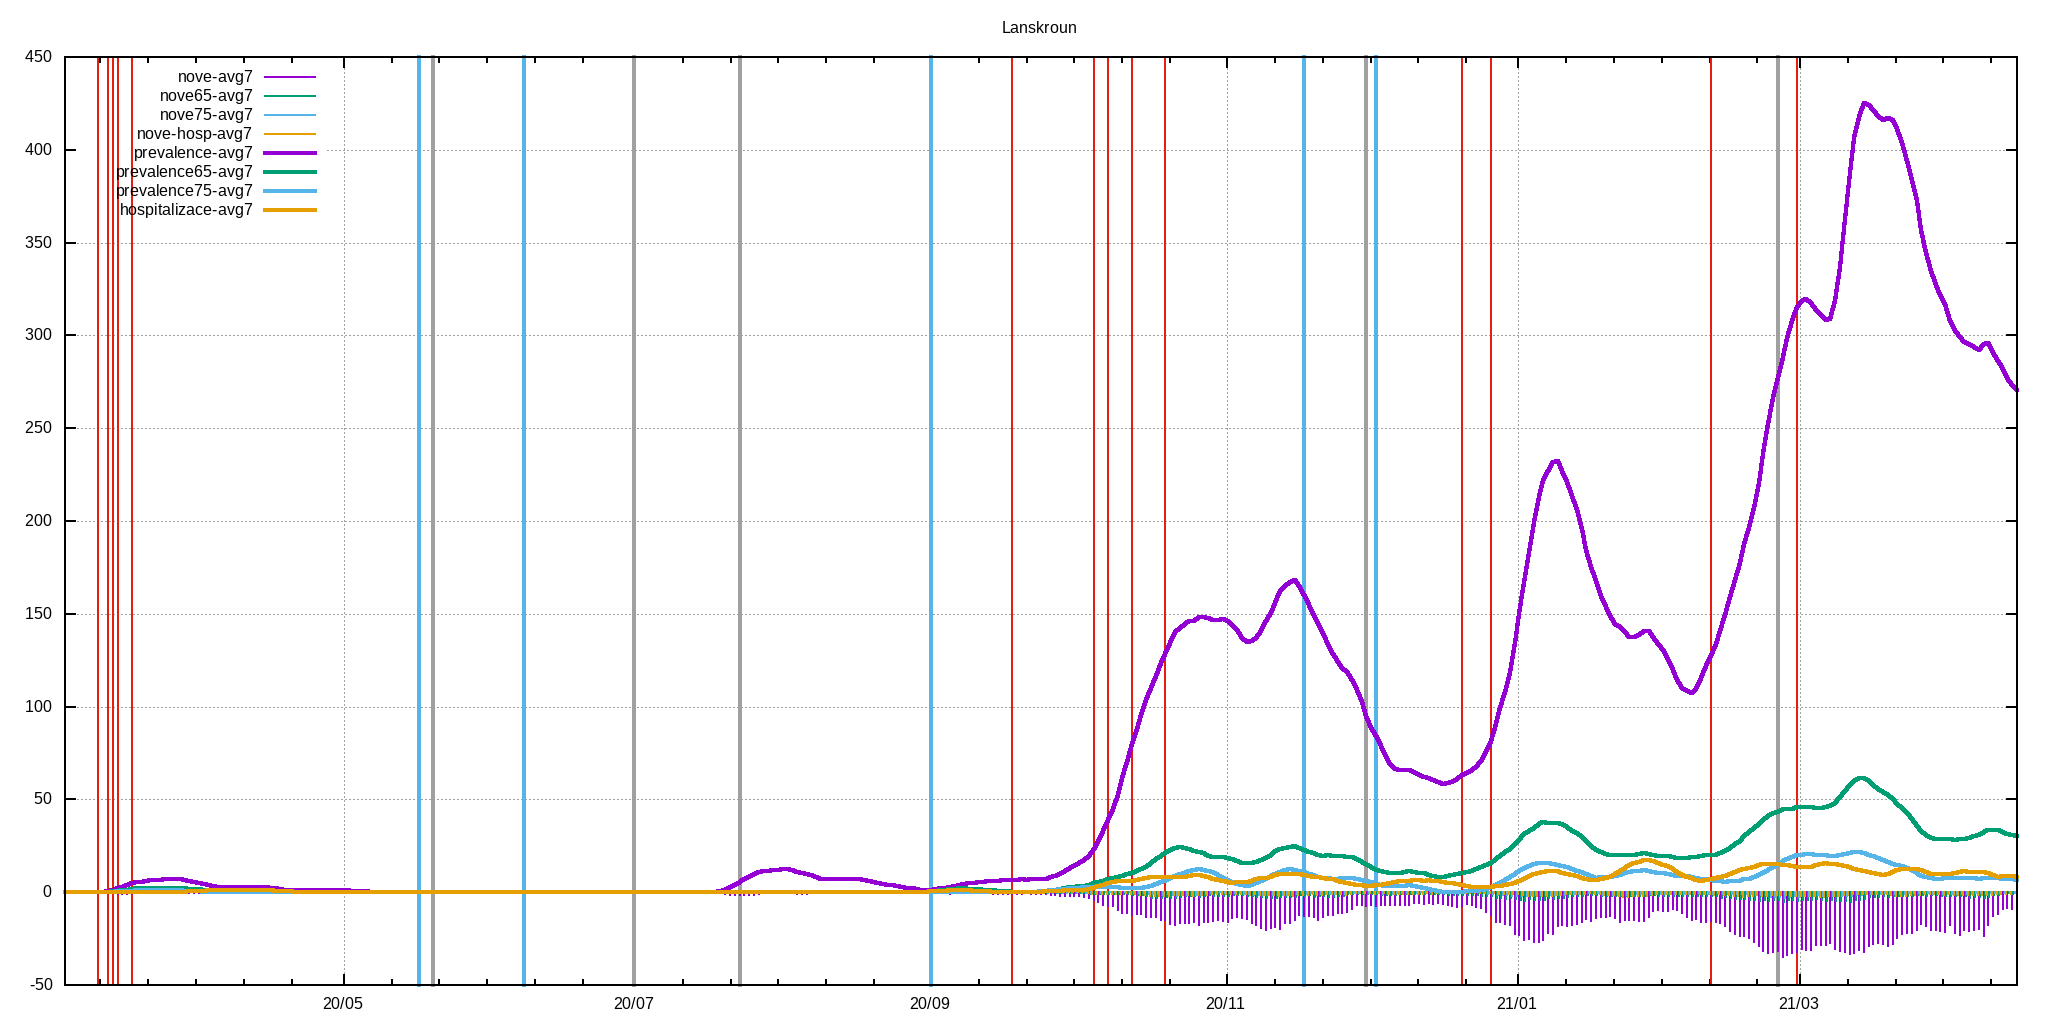 Lanskroun
450
400
350
300
250
200
150
100
50
0
-50
nove-avg7
nove65-avg7
nove75-avg7
nove-hosp-avg7
prevalence-avg7
prevalence65-avg7
prevalence75-avg7
hospitalizace-avg7
20/05 20/07 20/09 20/11 21/01 21/03